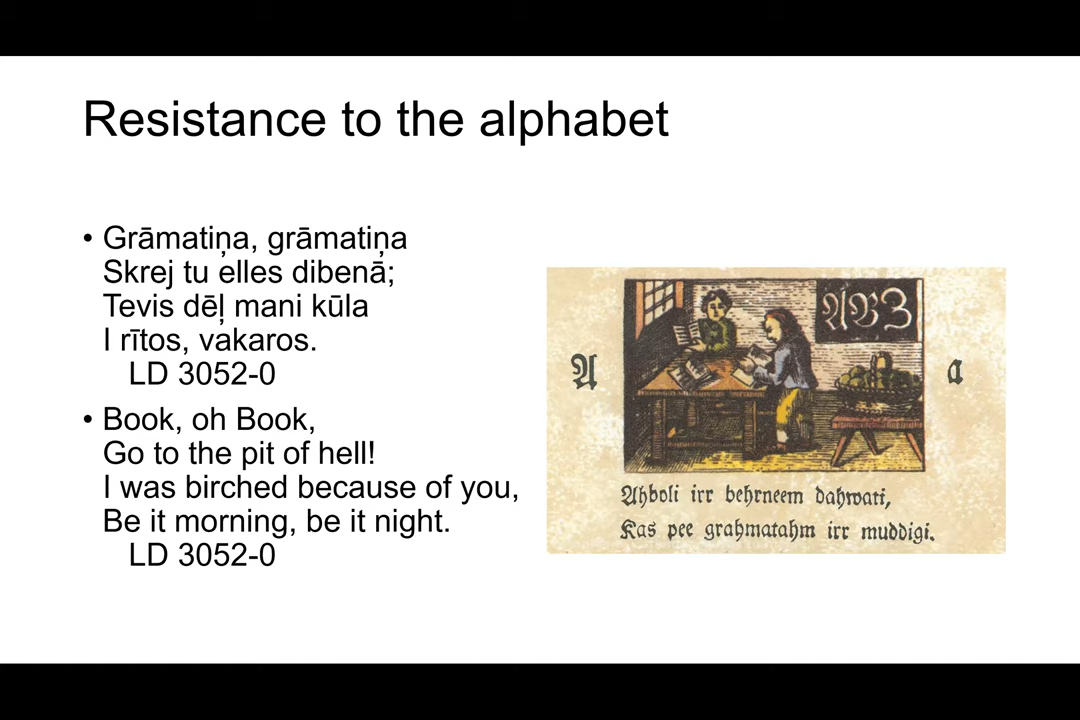 Resistance to the alphabet
• Grāmatiņa, grāmatiņa
Skrej tu elles dibenā;
Tevis dēļ mani kūla
I rītos, vakaros.
LD 3052-0
• Book, oh Book,
Go to the pit of hell!
I was birched because of you,
Be it morning, be it night.
LD 3052-0
ABZ
A a
Ahboli irr behrneem dahwati,
Kas pee grahmatahm irr muddigi.